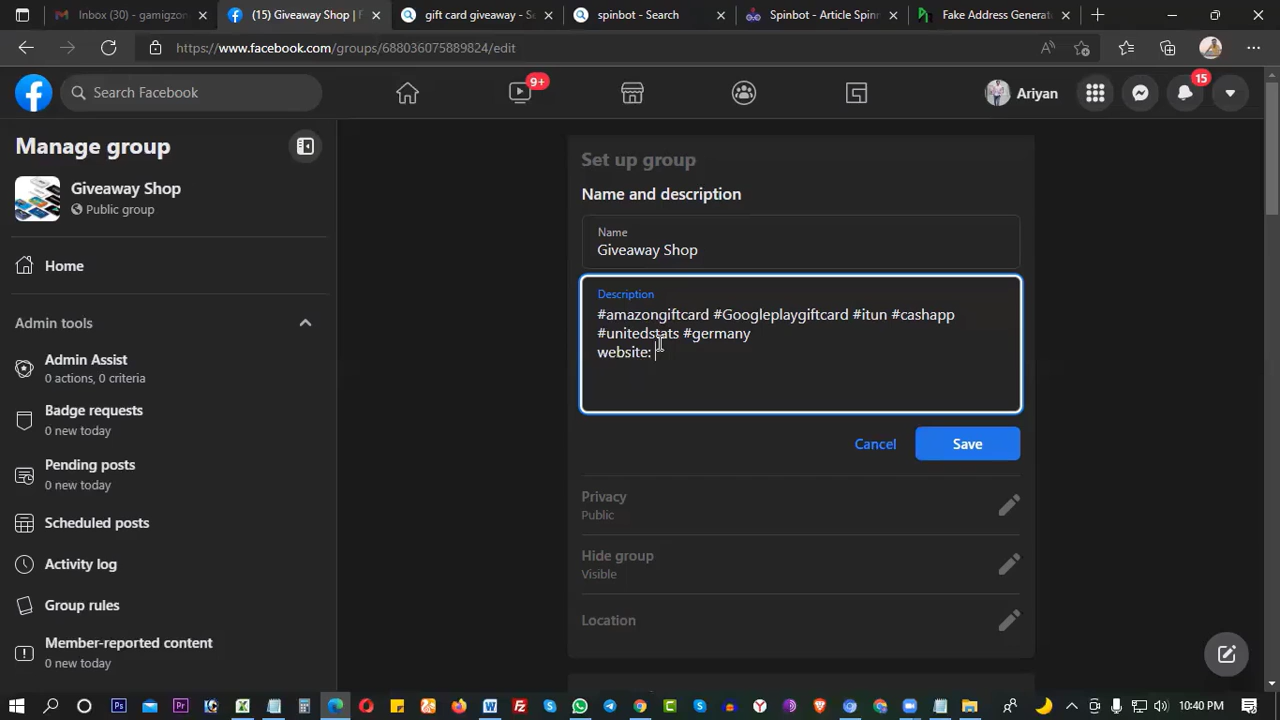 Inbox (30) - gamigzon
(15) Giveaway Shop | F
gift card giveaway - Se
spinbot - Search
Spinbot - Article Spinn
Fake Address Generat
https://www.facebook.com/groups/688036075889824/edit
Search Facebook
9+
Ariyan
15
Manage group
Giveaway Shop
Public group
Home
Admin tools
Admin Assist
0 actions, 0 criteria
Badge requests
0 new today
Pending posts
0 new today
Scheduled posts
Activity log
Group rules
Member-reported content
0 new today
Set up group
Name and description
Name
Giveaway Shop
Description
#amazongiftcard #Googleplaygiftcard #itun #cashapp
#unitedstats #germany
website:
Cancel
Save
Privacy
Public
Hide group
Visible
Location
10:40 PM